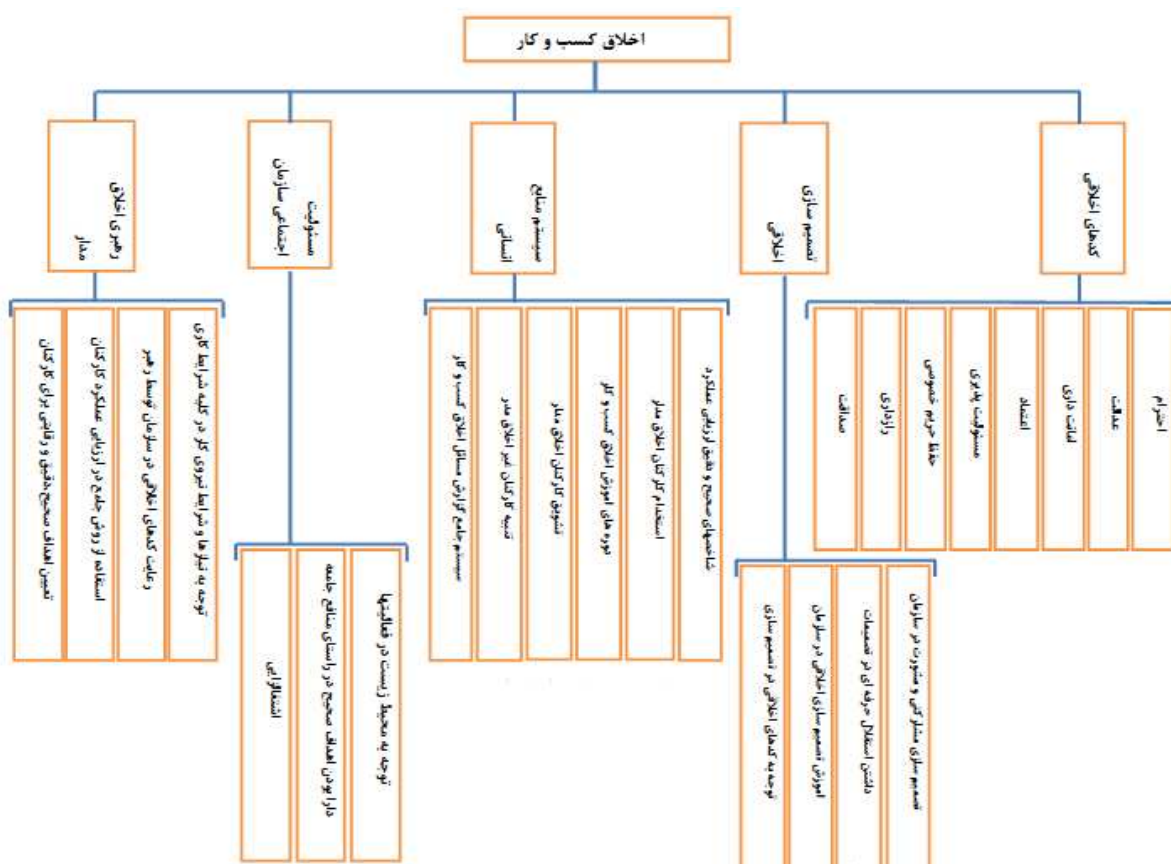 اخلاق کسب و کار
کدهای اخلاقی
احترام
عدالت
امانت داری
اعتماد
مسئولیت پذیری
حفظ حریم خصوصی
رازداری
صداقت
تصمیم سازی
اخلاقی
تصمیم سازی مشارکتی و مشورت در سازمان
داشتن استقلال حرفه ای در تصمیمات
اموزش تصمیم سازی اخلاقی در سازمان
توجه به کدهای اخلاقی در تصمیم سازی
سیستم منابع
انسانی
شاخصهای صحیح و دقیق ارزیابی عملکرد
استخدام کارکنان اخلاق مدار
دوره های اموزش اخلاق کسب و کار
تشویق کارکنان اخلاق مدار
تنبیه کارکنان غیر اخلاق مدر
سیستم جامع گزارش مسائل اخلاق کسب و کار
مسئولیت
اجتماعی سازمان
توجه به محیط زیست در فعالیتها
دارا بودن اهداف صحیح در راستای منافع جامعه
اشتغالزایی
رهبری اخلاق
مدار
توجه به نیازها و شرایط نیروی کار در کلیه شرایط کاری
رعایت کدهای اخلاقی در سازمان توسط رهبر
استفاده از روش جامع در ارزیابی عملکرد کارکنان
تعیین اهداف صحیح،دقیق و رقابتی برای کارکنان